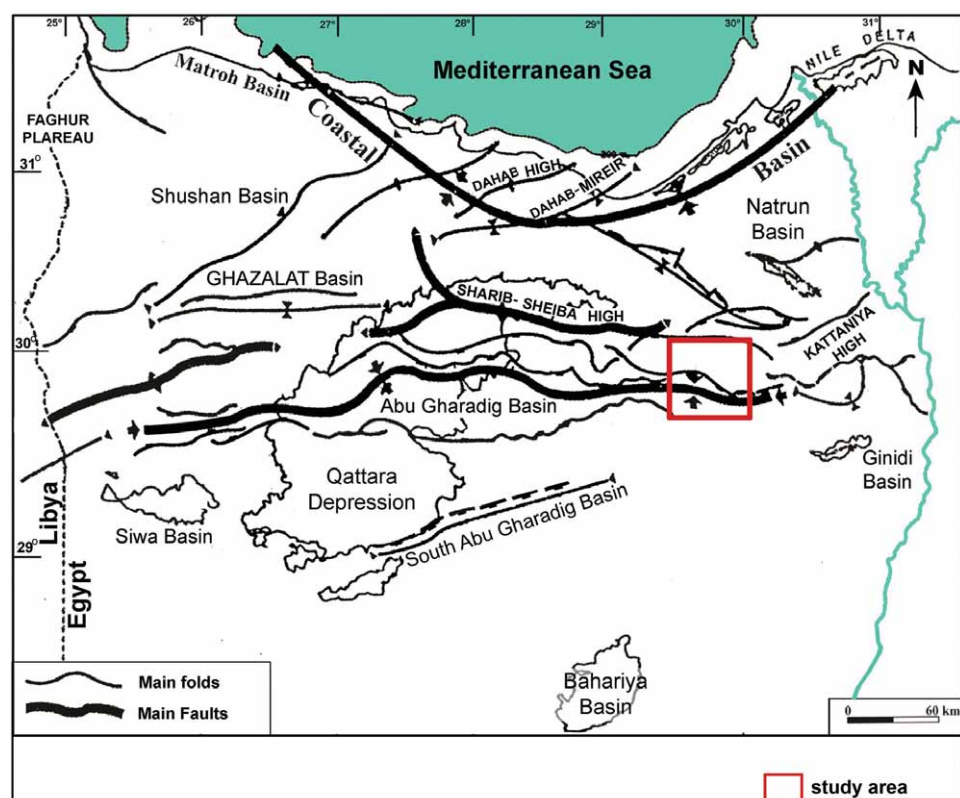 25°
26°
27°
28°
29°
30°
31°
Mediterranean Sea
NILE DELTA
N
Matroh Basin
Coastal
Basin
FAGHUR
PLAREAU
31°
DAHAB HIGH
DAHAB-MIREIR
Shushan Basin
Natrun
Basin
GHAZALAT Basin
SHARIB- SHEIBA HIGH
KATTANIYA
HIGH
30°
Abu Gharadig Basin
Qattara
Depression
Ginidi
Basin
Siwa Basin
South Abu Gharadig Basin
29°
Libya
Egypt
Main folds
Main Faults
Bahariya
Basin
0 60 km
study area